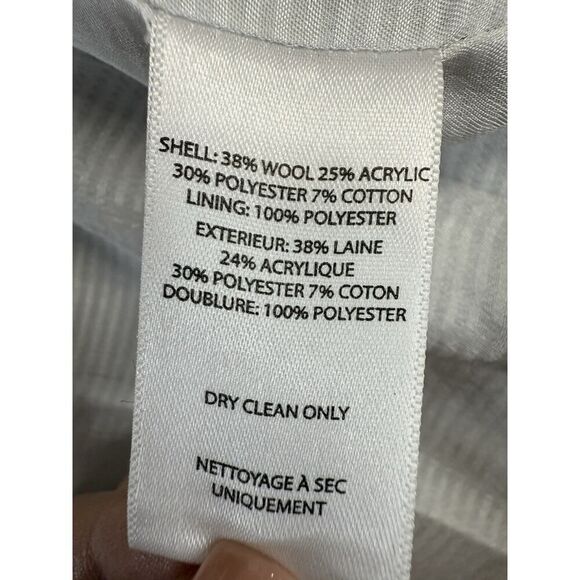 SHELL: 38% WOOL 25% ACRYLIC
30% POLYESTER 7% COTTON
LINING: 100% POLYESTER
EXTERIEUR: 38% LAINE
24% ACRYLIQUE
30% POLYESTER 7% COTON
DOUBLURE: 100% POLYESTER
DRY CLEAN ONLY
NETTOYAGE À SEC
UNIQUEMENT